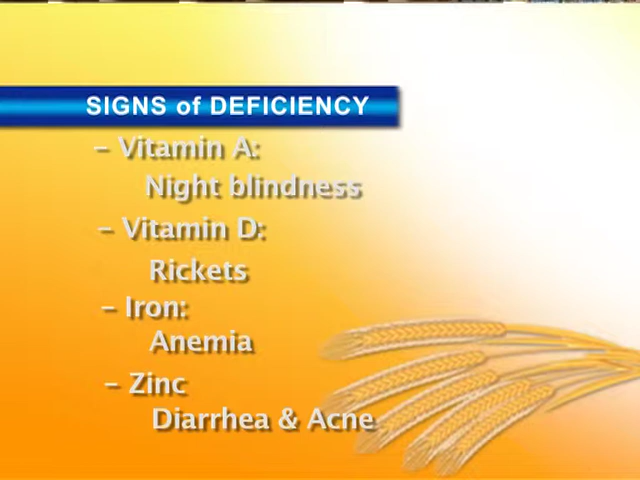 SIGNS of DEFICIENCY
– Vitamin A:
Night blindness
– Vitamin D:
Rickets
– Iron:
Anemia
– Zinc
Diarrhea & Acne